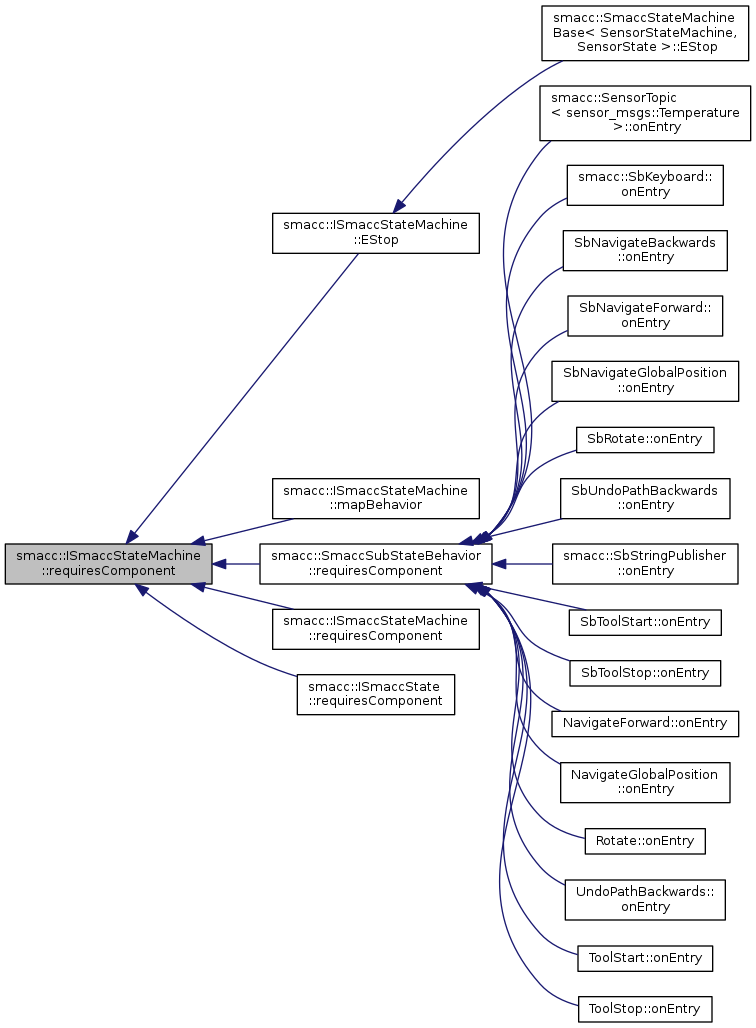 smacc::SmaccStateMachine
Base< SensorStateMachine,
SensorState >::EStop
smacc::SensorTopic
< sensor_msgs::Temperature
>::onEntry
smacc::SbKeyboard::
onEntry
smacc::ISmaccStateMachine
::EStop
SbNavigateBackwards
::onEntry
SbNavigateForward::
onEntry
SbNavigateGlobalPosition
::onEntry
SbRotate::onEntry
smacc::ISmaccStateMachine
::mapBehavior
SbUndoPathBackwards
::onEntry
smacc::ISmaccStateMachine
::requiresComponent
smacc::SmaccSubStateBehavior
::requiresComponent
smacc::SbStringPublisher
::onEntry
smacc::ISmaccStateMachine
::requiresComponent
SbToolStart::onEntry
smacc::ISmaccState
::requiresComponent
SbToolStop::onEntry
NavigateForward::onEntry
NavigateGlobalPosition
::onEntry
Rotate::onEntry
UndoPathBackwards::
onEntry
ToolStart::onEntry
ToolStop::onEntry